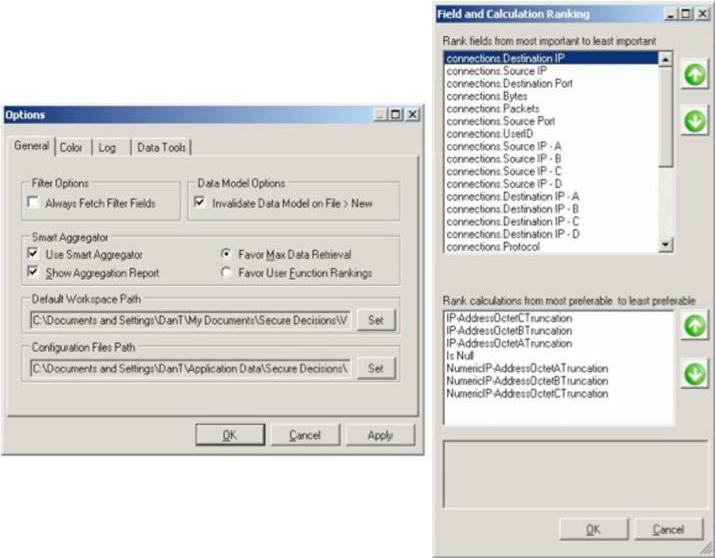 Options
General Color Log Data Tools
Filter Options
Always Fetch Filter Fields
Data Model Options
Invalidate Data Model on File > New
Smart Aggregator
Use Smart Aggregator
Favor Max Data Retrieval
Show Aggregation Report
Favor User Function Rankings
Default Workspace Path
C:\Documents and Settings\DanT\My Documents\Secure Decisions\V
Set
Configuration Files Path
C:\Documents and Settings\DanT\Application Data\Secure Decisions\
Set
OK Cancel Apply
Field and Calculation Ranking
Rank fields from most important to least important
connections.Destination IP
connections.Source IP
connections.Destination Port
connections.Bytes
connections.Packets
connections.Source Port
connections.UserID
connections.Source IP - A
connections.Source IP - B
connections.Source IP - C
connections.Source IP - D
connections.Destination IP - A
connections.Destination IP - B
connections.Destination IP - C
connections.Destination IP - D
connections.Protocol
Rank calculations from most preferable to least preferable
IP-AddressOctetCTruncation
IP-AddressOctetBTruncation
IP-AddressOctetATruncation
Is Null
NumericIP-AddressOctetATruncation
NumericIP-AddressOctetBTruncation
NumericIP-AddressOctetCTruncation
OK Cancel